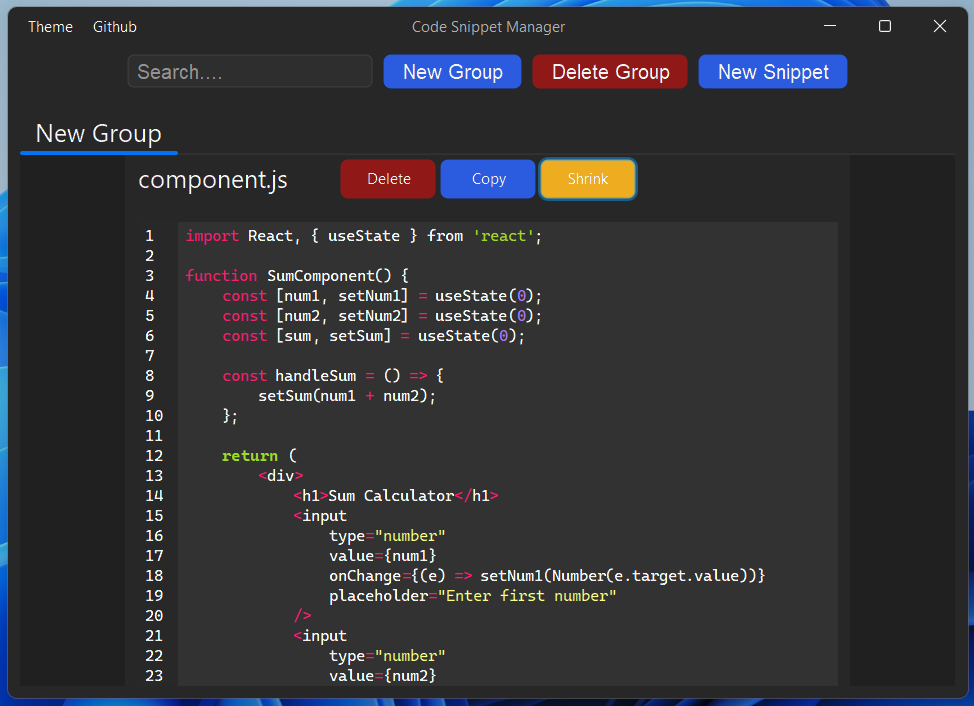 Theme Github Code Snippet Manager
Search.... New Group Delete Group New Snippet
New Group
component.js Delete Copy Shrink
1 import React, { useState } from 'react';
2
3 function SumComponent() {
4     const [num1, setNum1] = useState(0);
5     const [num2, setNum2] = useState(0);
6     const [sum, setSum] = useState(0);
7
8     const handleSum = () => {
9         setSum(num1 + num2);
10     };
11
12     return (
13         <div>
14             <h1>Sum Calculator</h1>
15             <input
16                 type="number"
17                 value={num1}
18                 onChange={(e) => setNum1(Number(e.target.value))}
19                 placeholder="Enter first number"
20             />
21             <input
22                 type="number"
23                 value={num2}